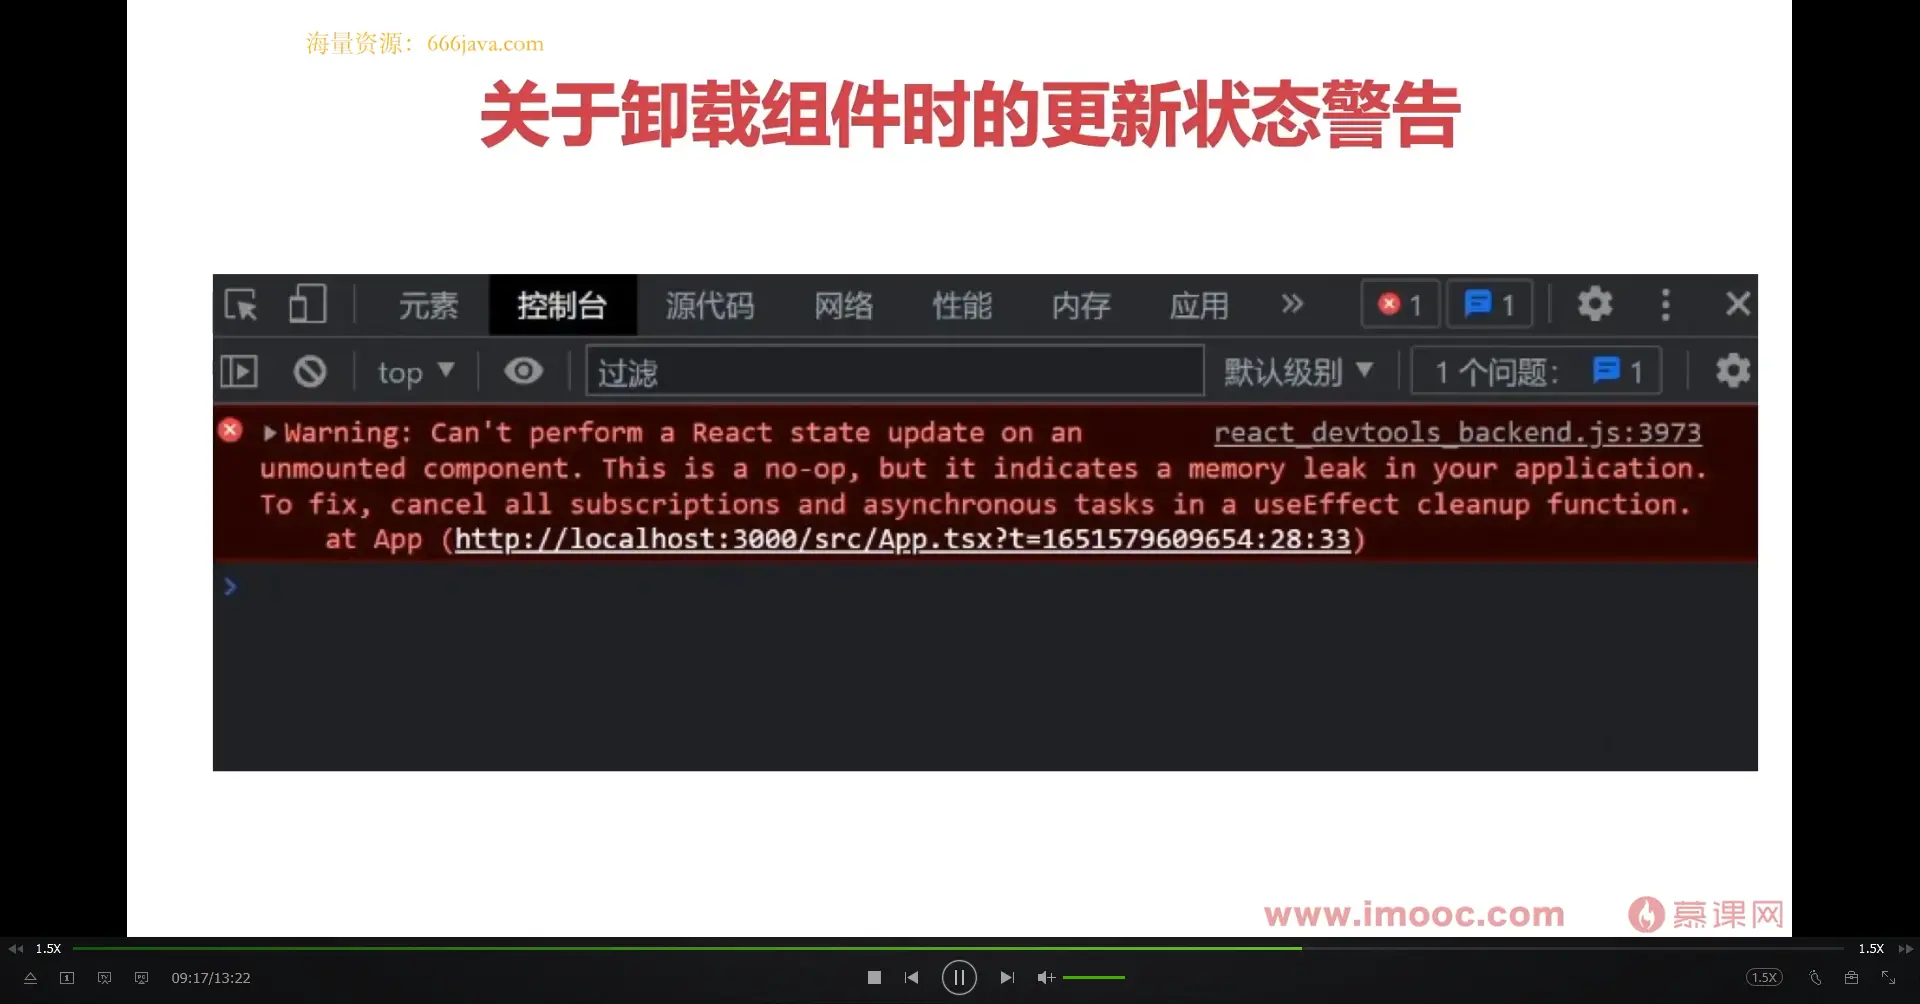 海量资源：666java.com
关于卸载组件时的更新状态警告
元素 控制台 源代码 网络 性能 内存 应用 » 1 1
top ▼ 过滤 默认级别 ▼ 1 个问题： 1
▶Warning: Can't perform a React state update on an react_devtools_backend.js:3973
unmounted component. This is a no-op, but it indicates a memory leak in your application.
To fix, cancel all subscriptions and asynchronous tasks in a useEffect cleanup function.
at App (http://localhost:3000/src/App.tsx?t=1651579609654:28:33)
www.imooc.com 慕课网
1.5X 1.5X
09:17/13:22 1.5X